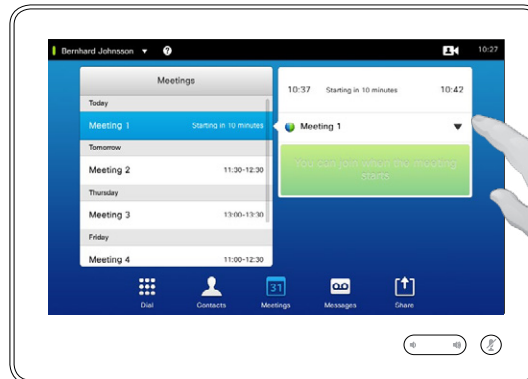 Bernhard Johnsson ▼ ?
10:27
Meetings
Today
Meeting 1 Starting in 10 minutes
Tomorrow
Meeting 2 11:30-12:30
Thursday
Meeting 3 13:00-13:30
Friday
Meeting 4 11:00-12:30
10:37 Starting in 10 minutes 10:42
Meeting 1
You can join when the meeting
starts
Dial
Contacts
31
Meetings
Messages
Share